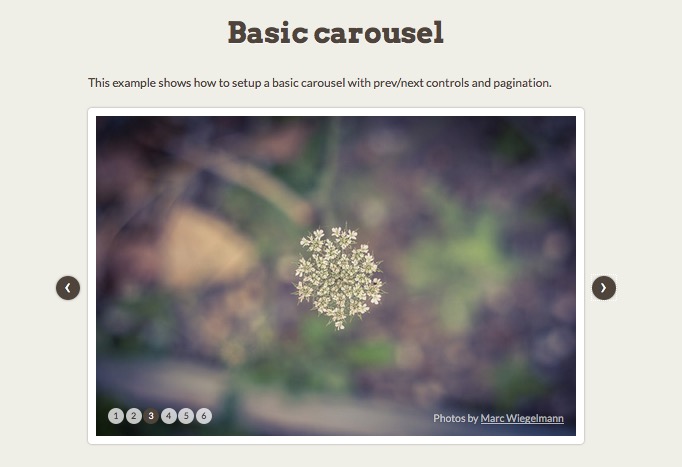 Basic carousel
This example shows how to setup a basic carousel with prev/next controls and pagination.
1 2 3 4 5 6
Photos by Marc Wiegelmann